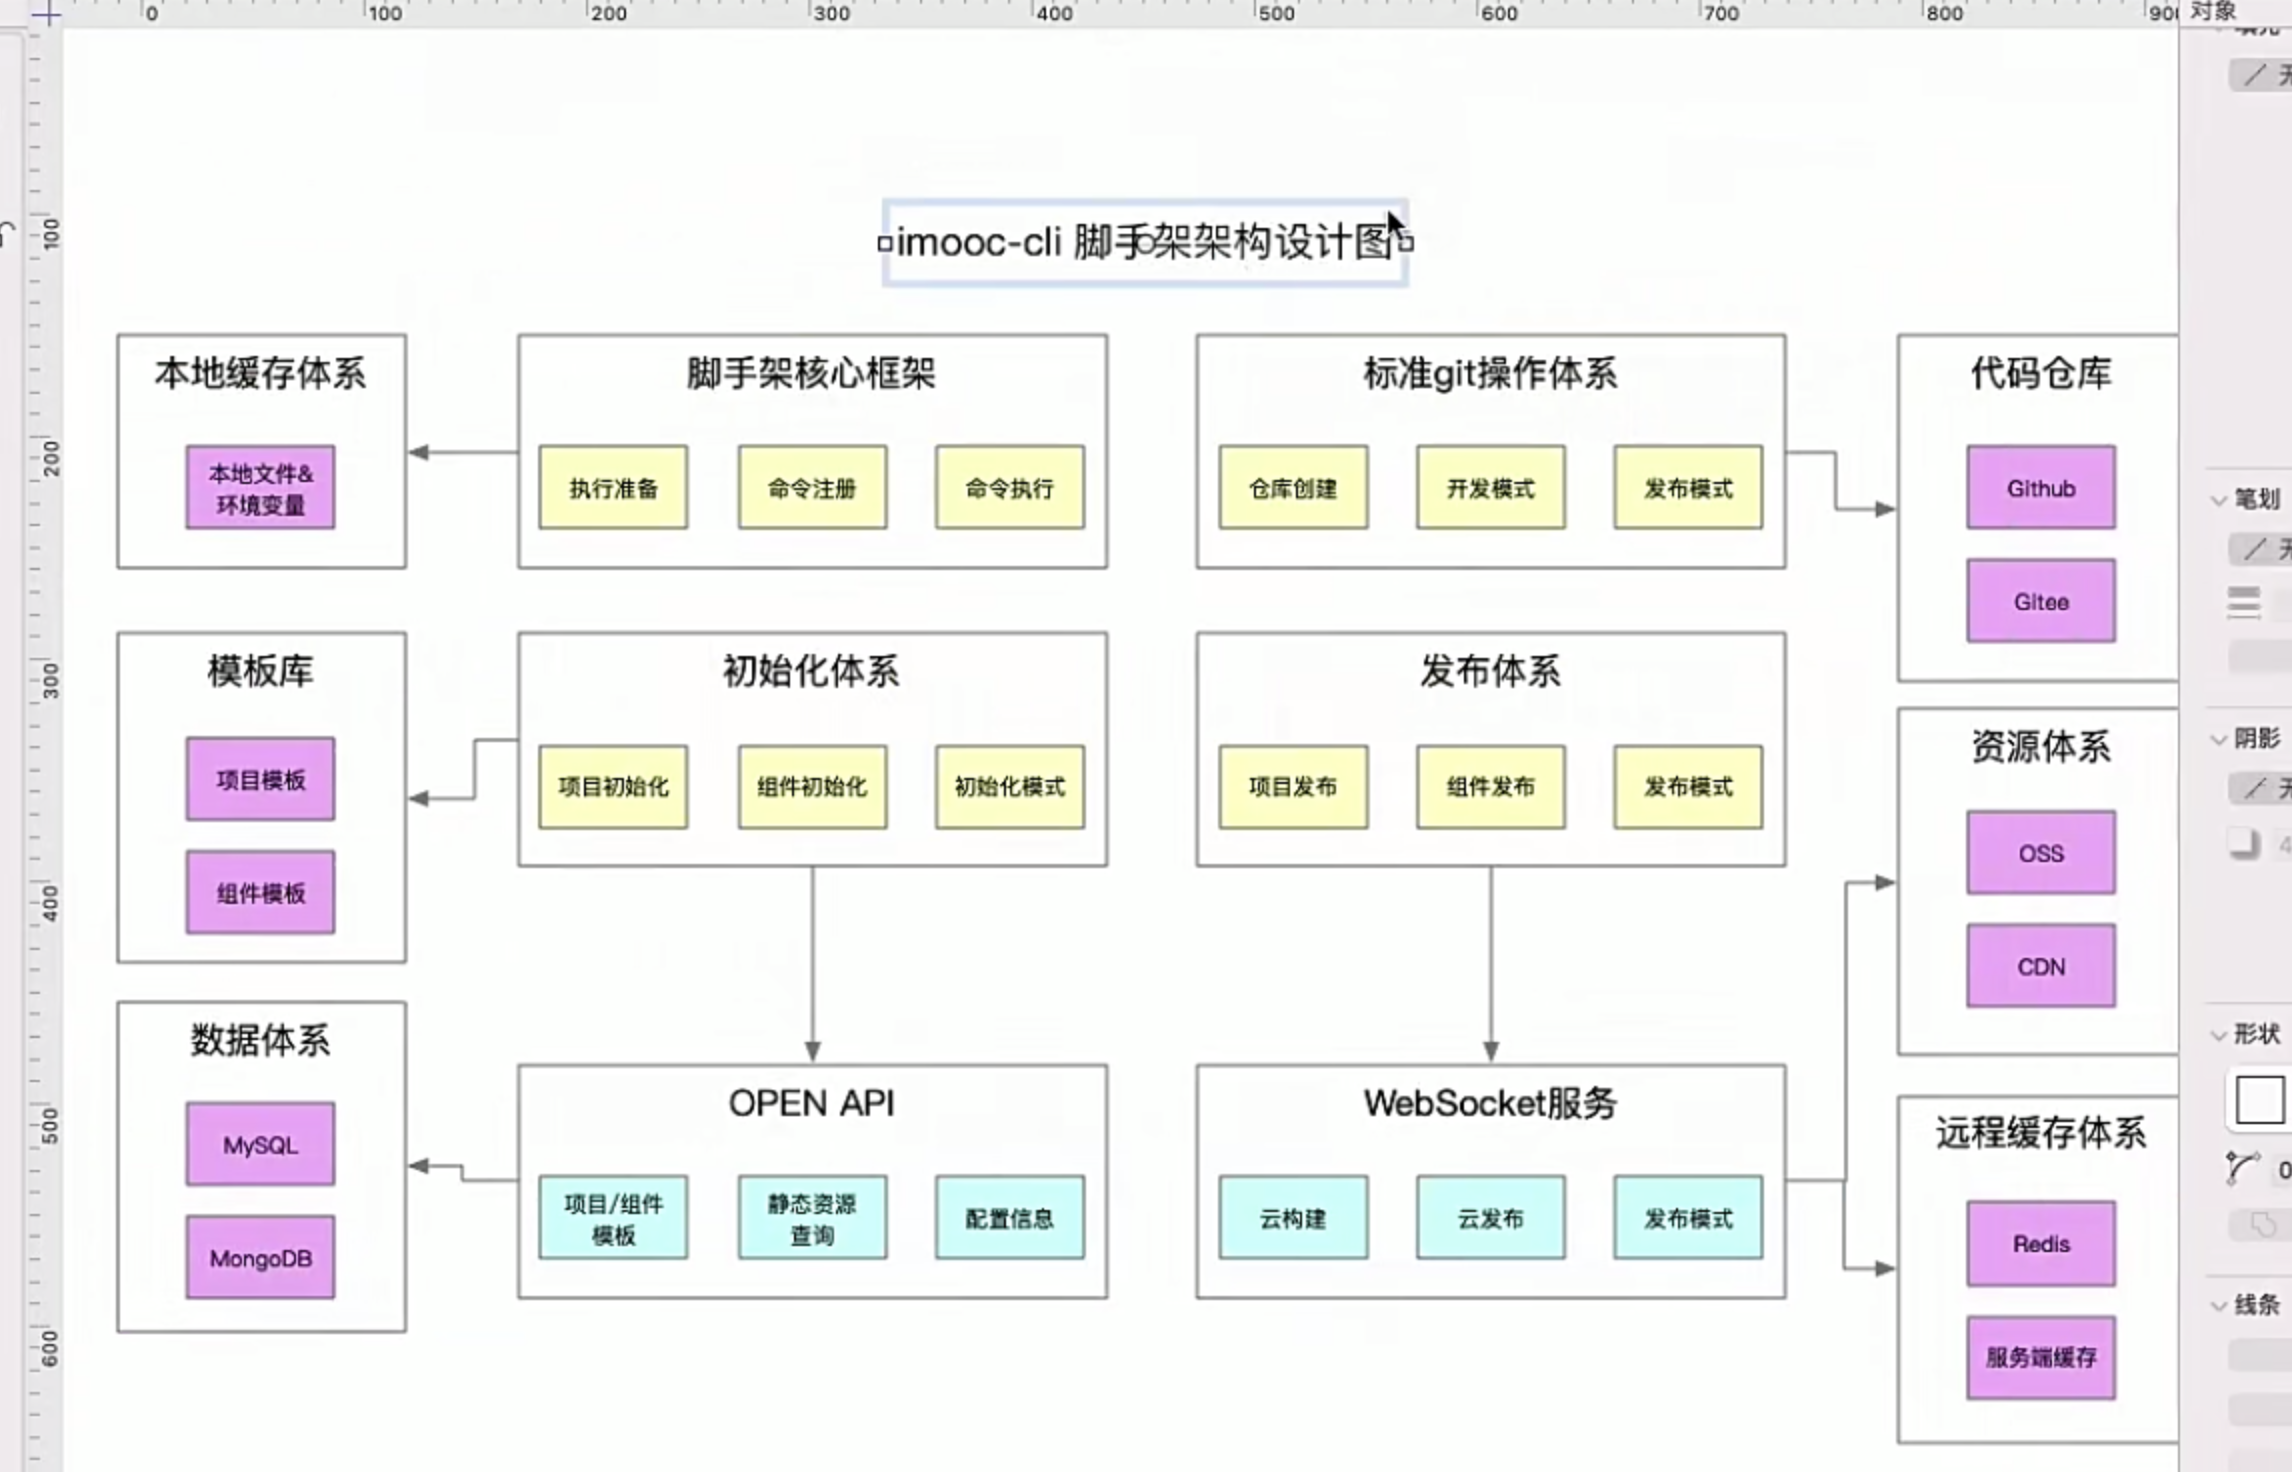 0 100 200 300 400 500 600 700 800
对象
imooc-cli 脚手架架构设计图
本地缓存体系
本地文件&
环境变量
脚手架核心框架
执行准备
命令注册
命令执行
标准git操作体系
仓库创建
开发模式
发布模式
代码仓库
Github
Gitee
模板库
项目模板
组件模板
初始化体系
项目初始化
组件初始化
初始化模式
发布体系
项目发布
组件发布
发布模式
资源体系
OSS
CDN
数据体系
MySQL
MongoDB
OPEN API
项目/组件
模板
静态资源
查询
配置信息
WebSocket服务
云构建
云发布
发布模式
远程缓存体系
Redis
服务端缓存
100
200
300
400
500
600
笔划
阴影
形状
0
线条